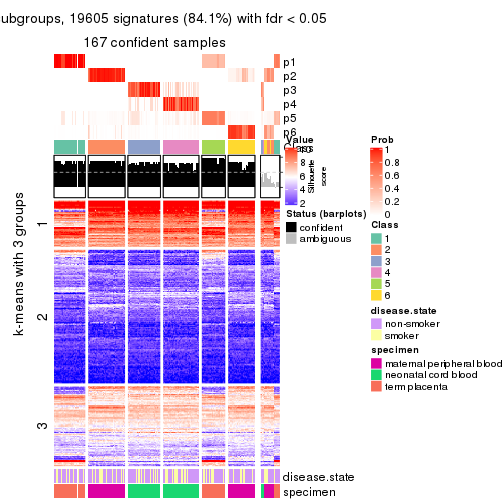 ubgroups, 19605 signatures (84.1%) with fdr < 0.05
167 confident samples
p1
p2
p3
p4
p5
p6
Class
1
2
3
k-means with 3 groups
disease.state
specimen
Value
10
8
6
4
2
Silhouette
score
Status (barplots)
confident
ambiguous
Prob
1
0.8
0.6
0.4
0.2
0
Class
1
2
3
4
5
6
disease.state
non-smoker
smoker
specimen
maternal peripheral blood
neonatal cord blood
term placenta